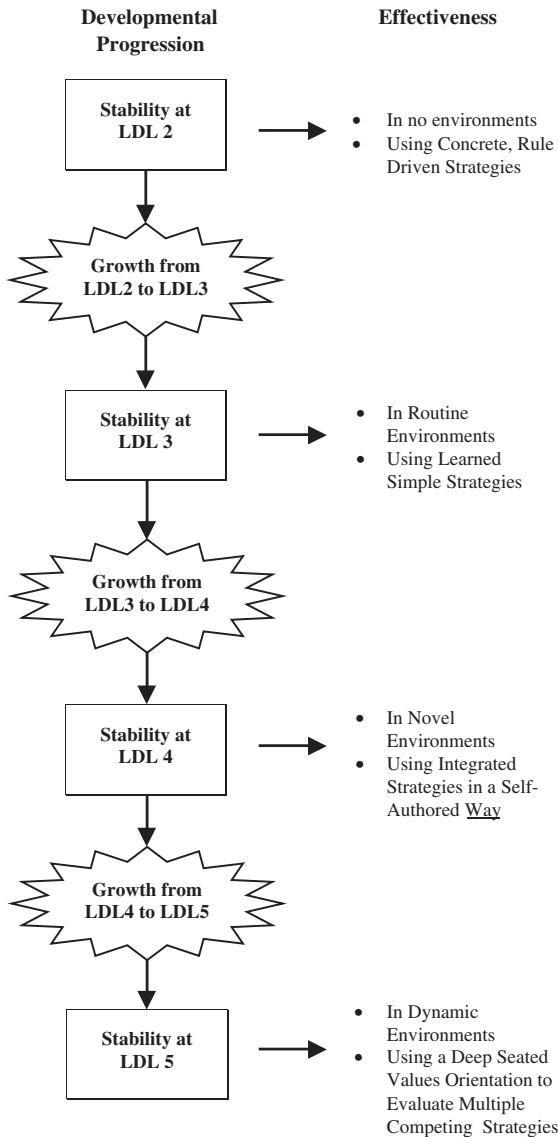 Developmental
Progression
Effectiveness
Stability at
LDL 2
• In no environments
• Using Concrete, Rule
Driven Strategies
Growth from
LDL2 to LDL3
Stability at
LDL 3
• In Routine
Environments
• Using Learned
Simple Strategies
Growth from
LDL3 to LDL4
Stability at
LDL 4
• In Novel
Environments
• Using Integrated
Strategies in a Self-
Authored Way
Growth from
LDL4 to LDL5
Stability at
LDL 5
• In Dynamic
Environments
• Using a Deep Seated
Values Orientation to
Evaluate Multiple
Competing Strategies